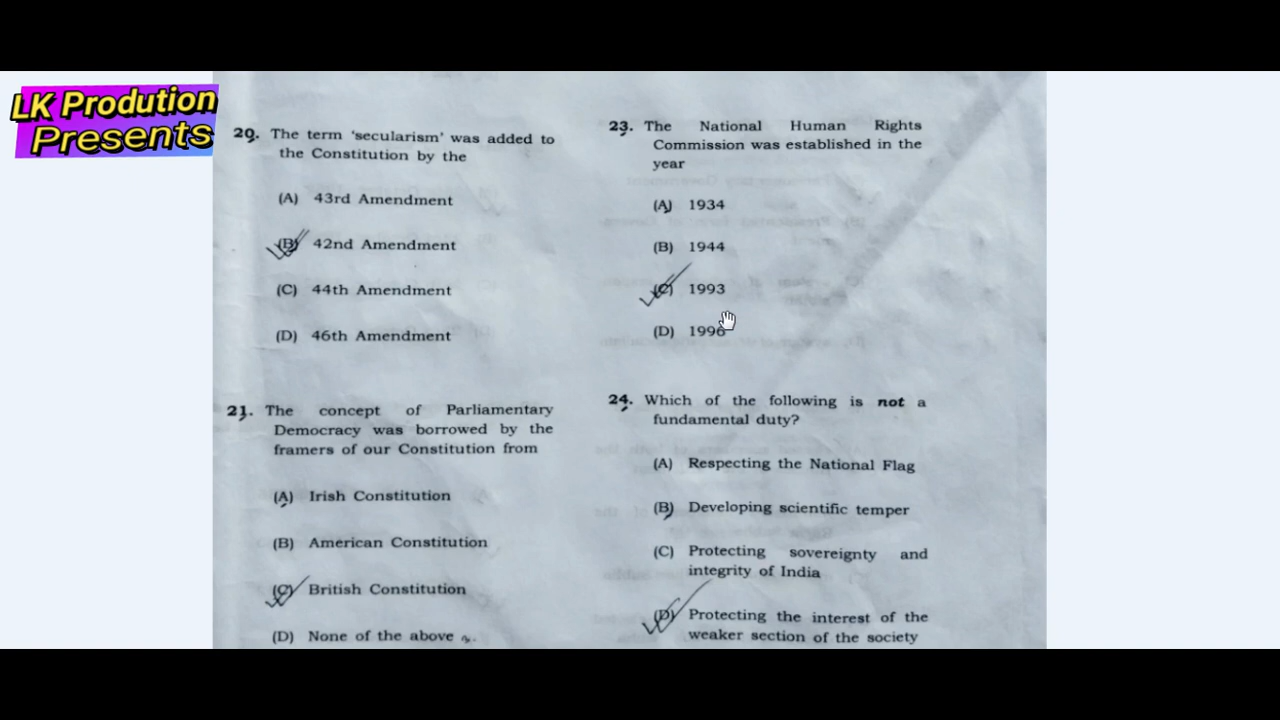 LK Prodution
Presents
20. The term 'secularism' was added to
the Constitution by the
(A) 43rd Amendment
(B) 42nd Amendment
(C) 44th Amendment
(D) 46th Amendment
21. The concept of Parliamentary
Democracy was borrowed by the
framers of our Constitution from
(A) Irish Constitution
(B) American Constitution
(C) British Constitution
(D) None of the above
23. The National Human Rights
Commission was established in the
year
(A) 1934
(B) 1944
(C) 1993
(D) 1996
24. Which of the following is not a
fundamental duty?
(A) Respecting the National Flag
(B) Developing scientific temper
(C) Protecting sovereignty and
integrity of India
(D) Protecting the interest of the
weaker section of the society